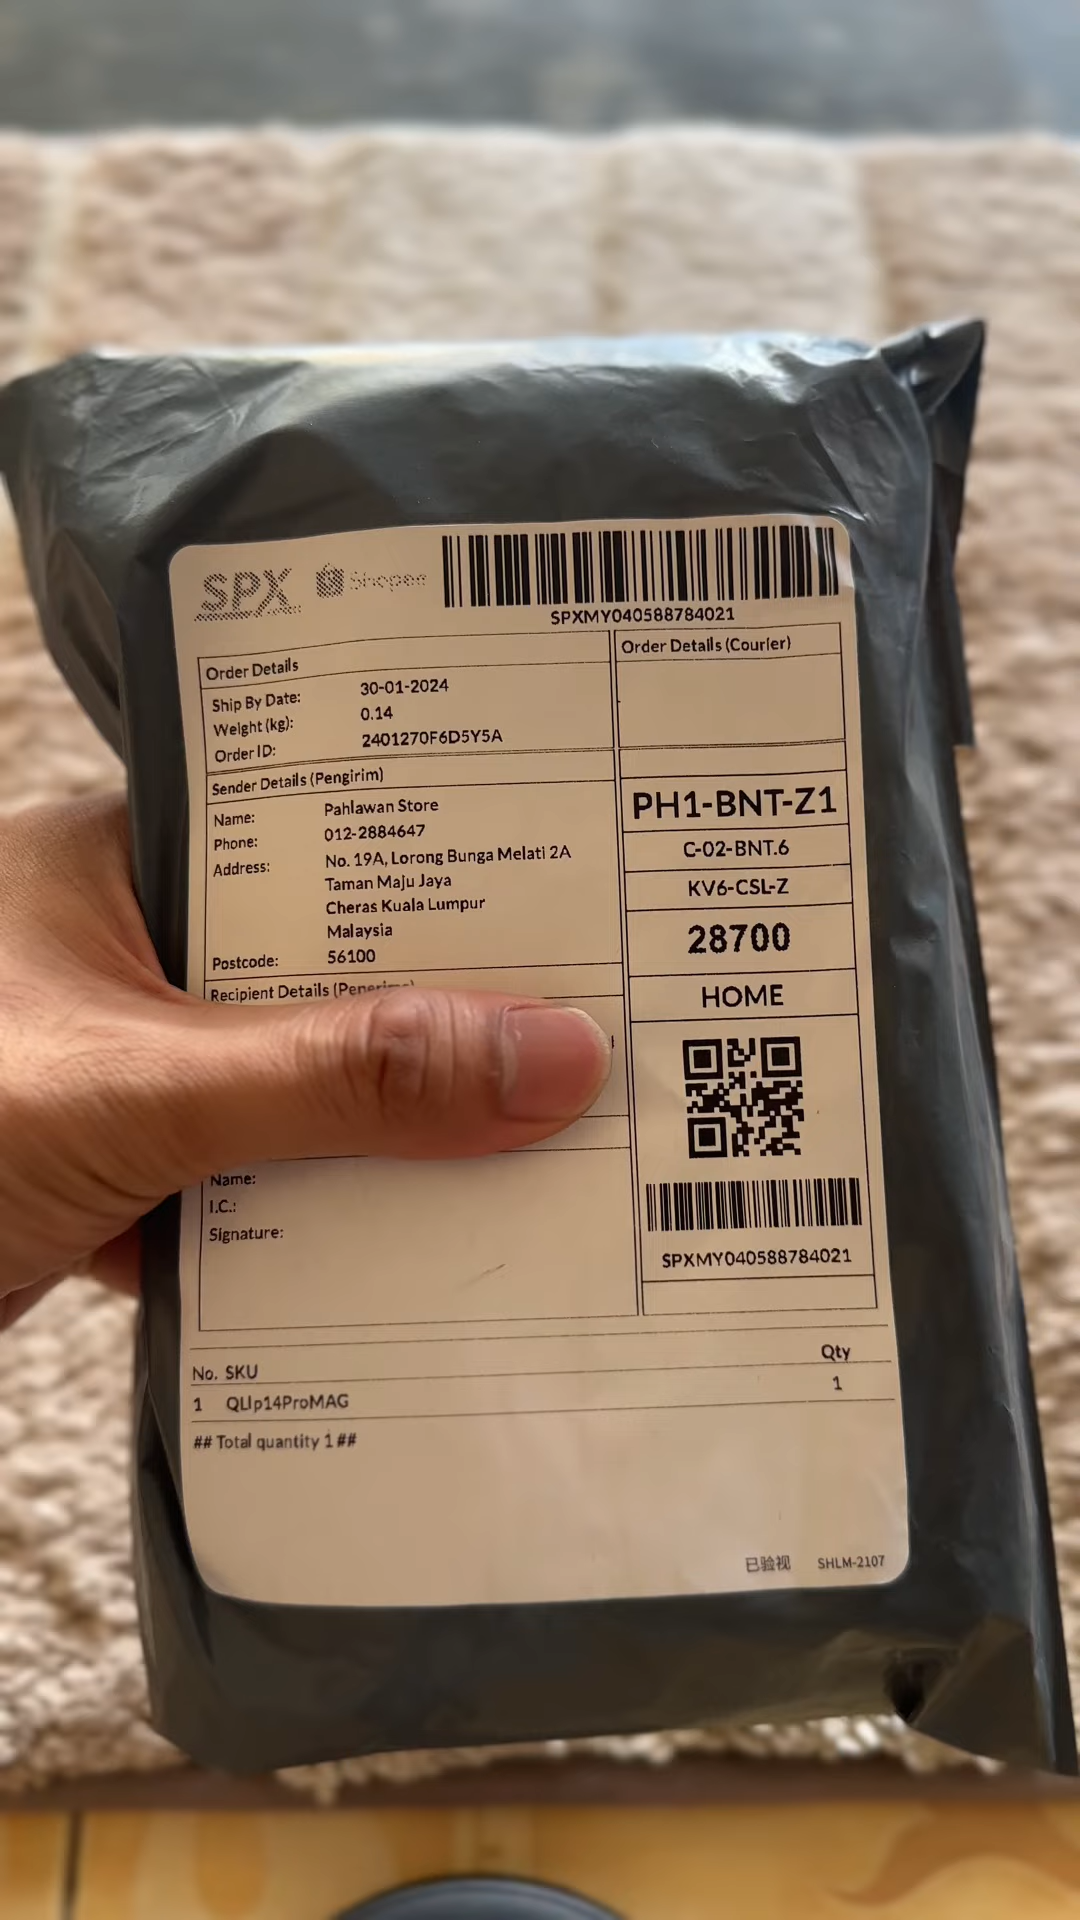 SPX Shopee
SPXMY040588784021
Order Details
Ship By Date: 30-01-2024
Weight (kg): 0.14
Order ID: 2401270F6D5Y5A
Sender Details (Pengirim)
Name: Pahlawan Store
Phone: 012-2884647
Address: No. 19A, Lorong Bunga Melati 2A
Taman Maju Jaya
Cheras Kuala Lumpur
Malaysia
Postcode: 56100
Recipient Details (Penerima)
Name:
I.C.:
Signature:
Order Details (Courier)
PH1-BNT-Z1
C-02-BNT.6
KV6-CSL-Z
28700
HOME
SPXMY040588784021
No. SKU Qty
1 QLIp14ProMAG 1
## Total quantity 1 ##
已验视 SHLM-2107